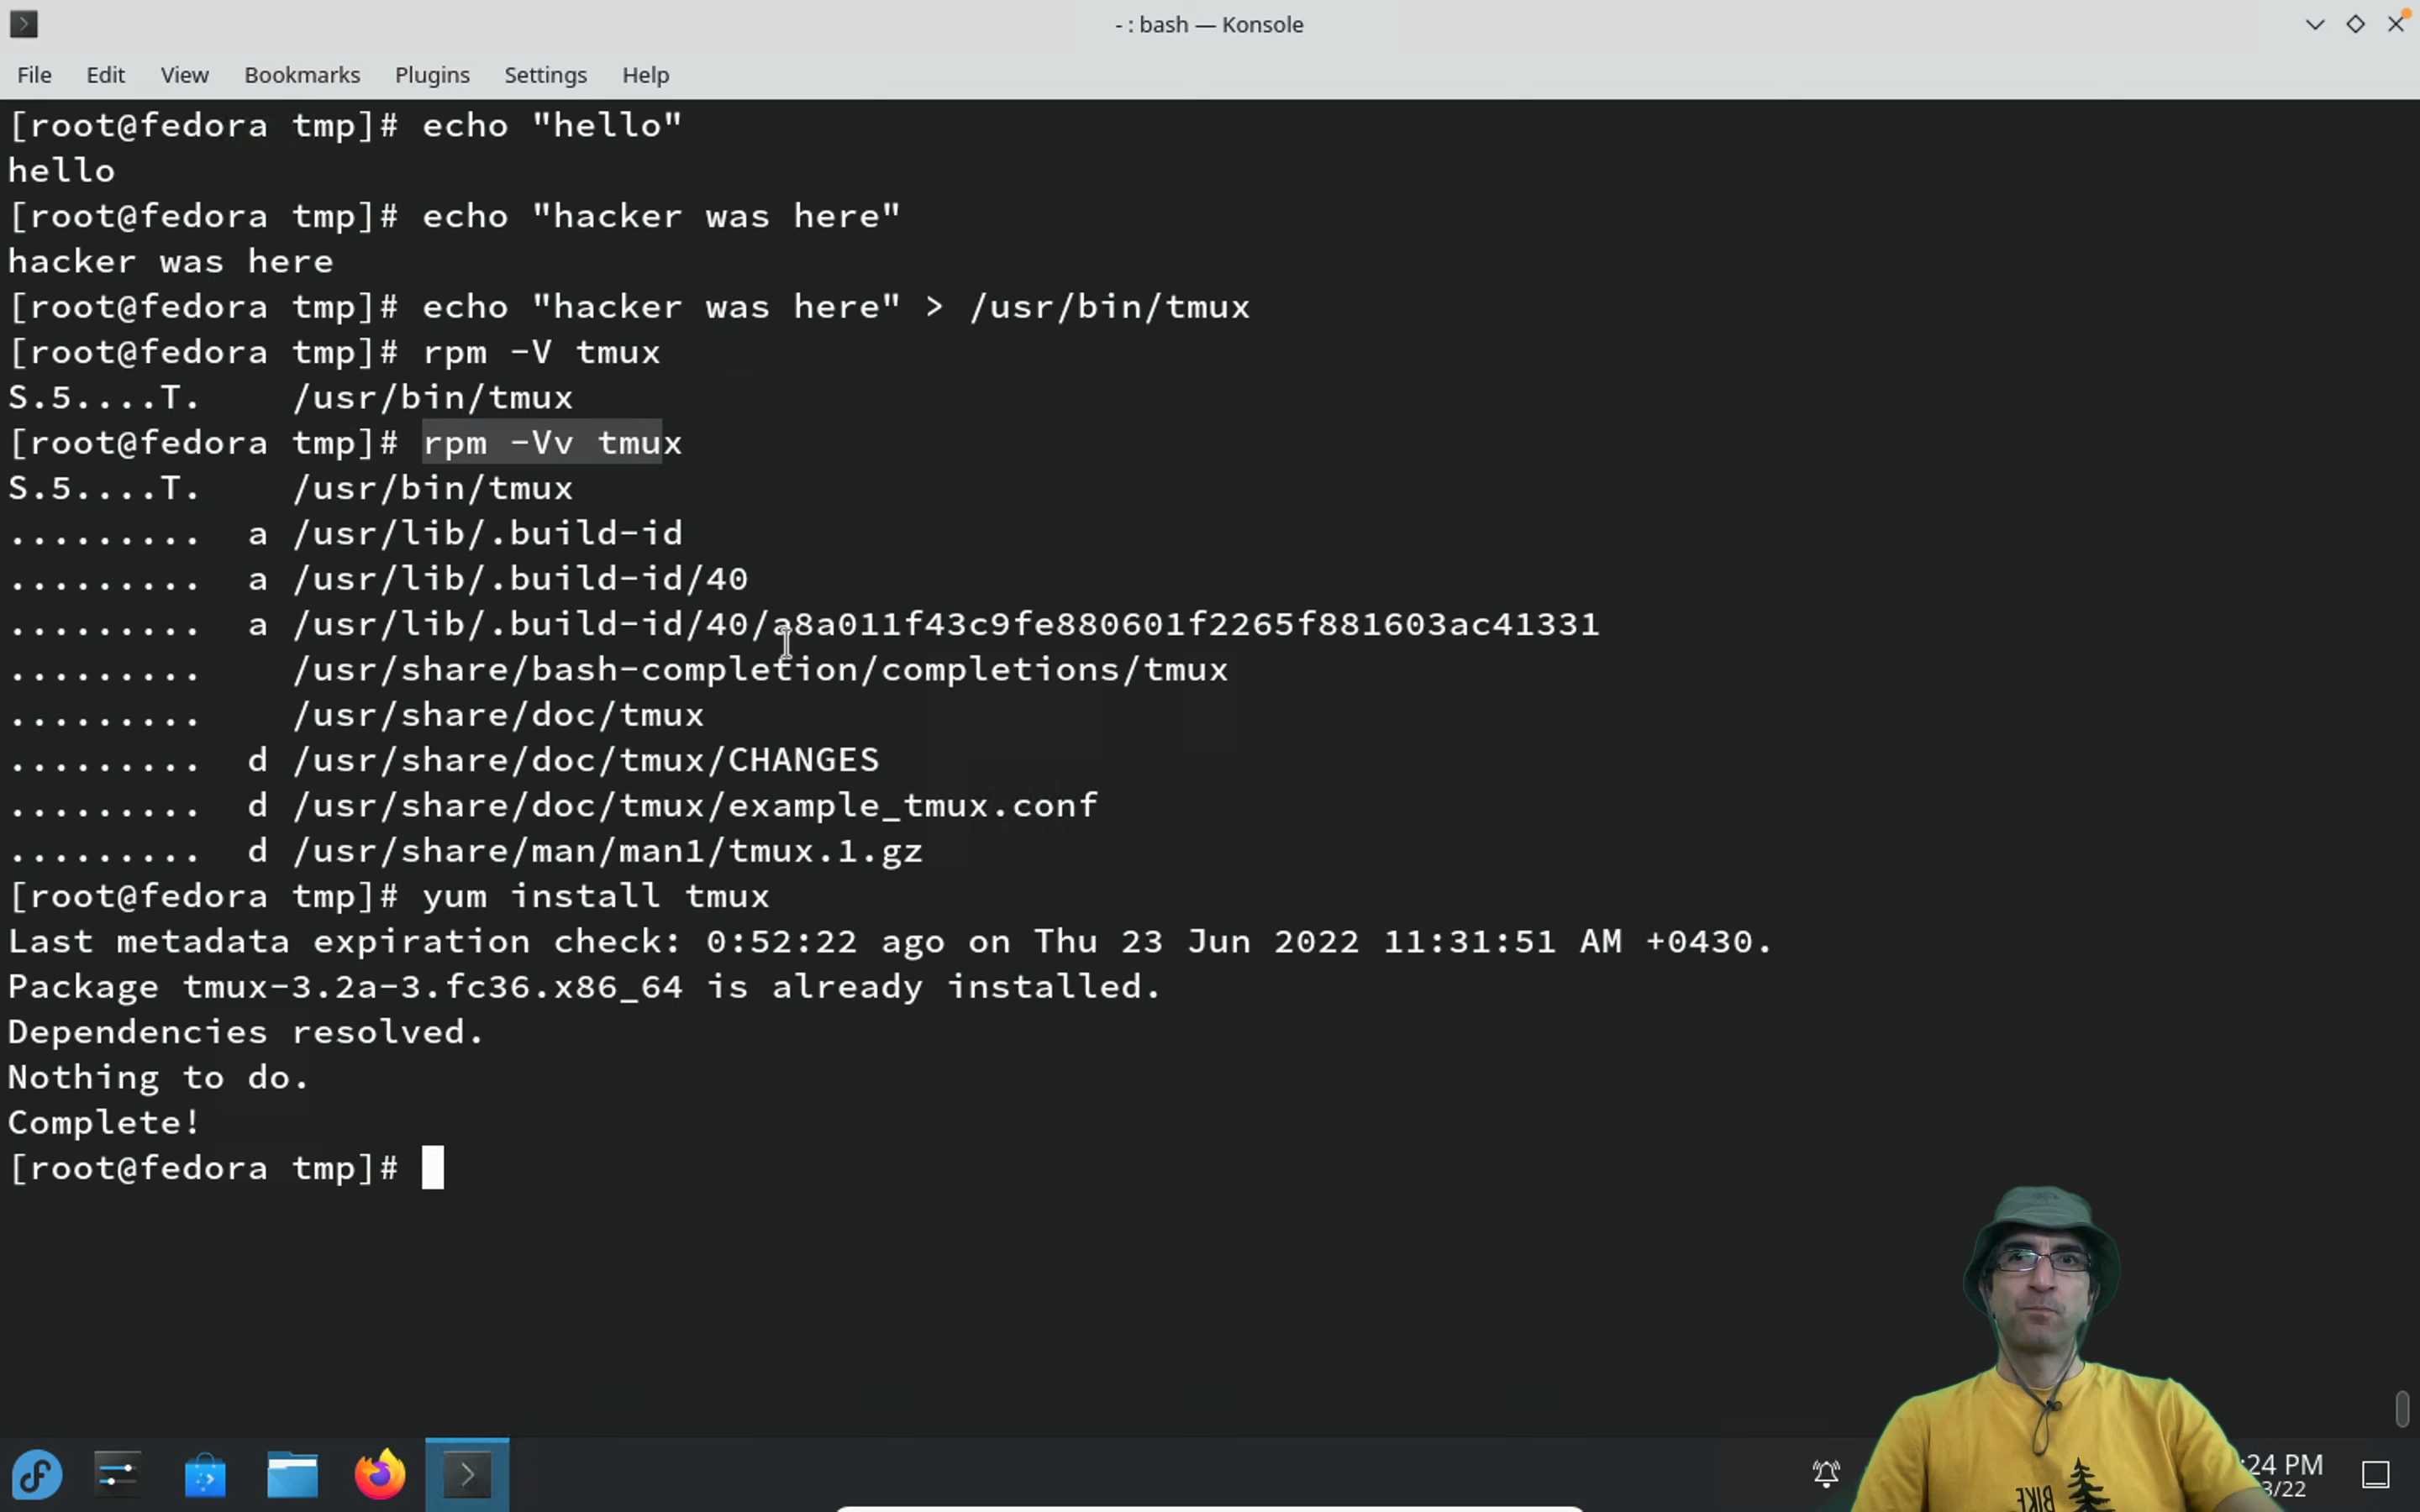 - : bash — Konsole
File Edit View Bookmarks Plugins Settings Help
[root@fedora tmp]# echo "hello"
hello
[root@fedora tmp]# echo "hacker was here"
hacker was here
[root@fedora tmp]# echo "hacker was here" > /usr/bin/tmux
[root@fedora tmp]# rpm -V tmux
S.5....T.    /usr/bin/tmux
[root@fedora tmp]# rpm -Vv tmux
S.5....T.    /usr/bin/tmux
.........  a /usr/lib/.build-id
.........  a /usr/lib/.build-id/40
.........  a /usr/lib/.build-id/40/a8a011f43c9fe880601f2265f881603ac41331
.........    /usr/share/bash-completion/completions/tmux
.........    /usr/share/doc/tmux
.........  d /usr/share/doc/tmux/CHANGES
.........  d /usr/share/doc/tmux/example_tmux.conf
.........  d /usr/share/man/man1/tmux.1.gz
[root@fedora tmp]# yum install tmux
Last metadata expiration check: 0:52:22 ago on Thu 23 Jun 2022 11:31:51 AM +0430.
Package tmux-3.2a-3.fc36.x86_64 is already installed.
Dependencies resolved.
Nothing to do.
Complete!
[root@fedora tmp]#
:24 PM
3/22
BIKE